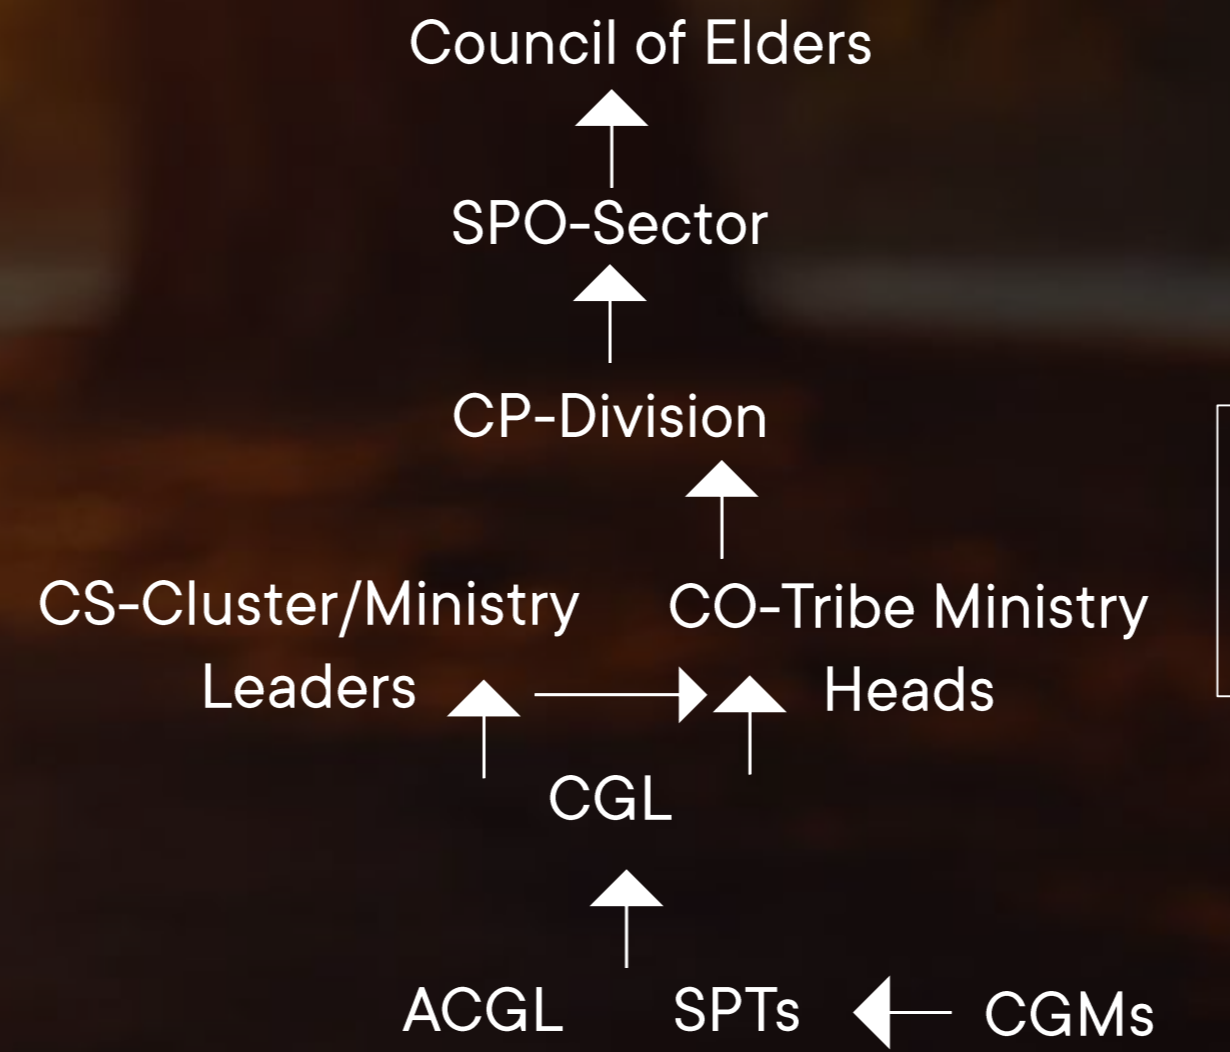 Council of Elders
SPO-Sector
CP-Division
CS-Cluster/Ministry
Leaders
CO-Tribe Ministry
Heads
CGL
ACGL
SPTs
CGMs